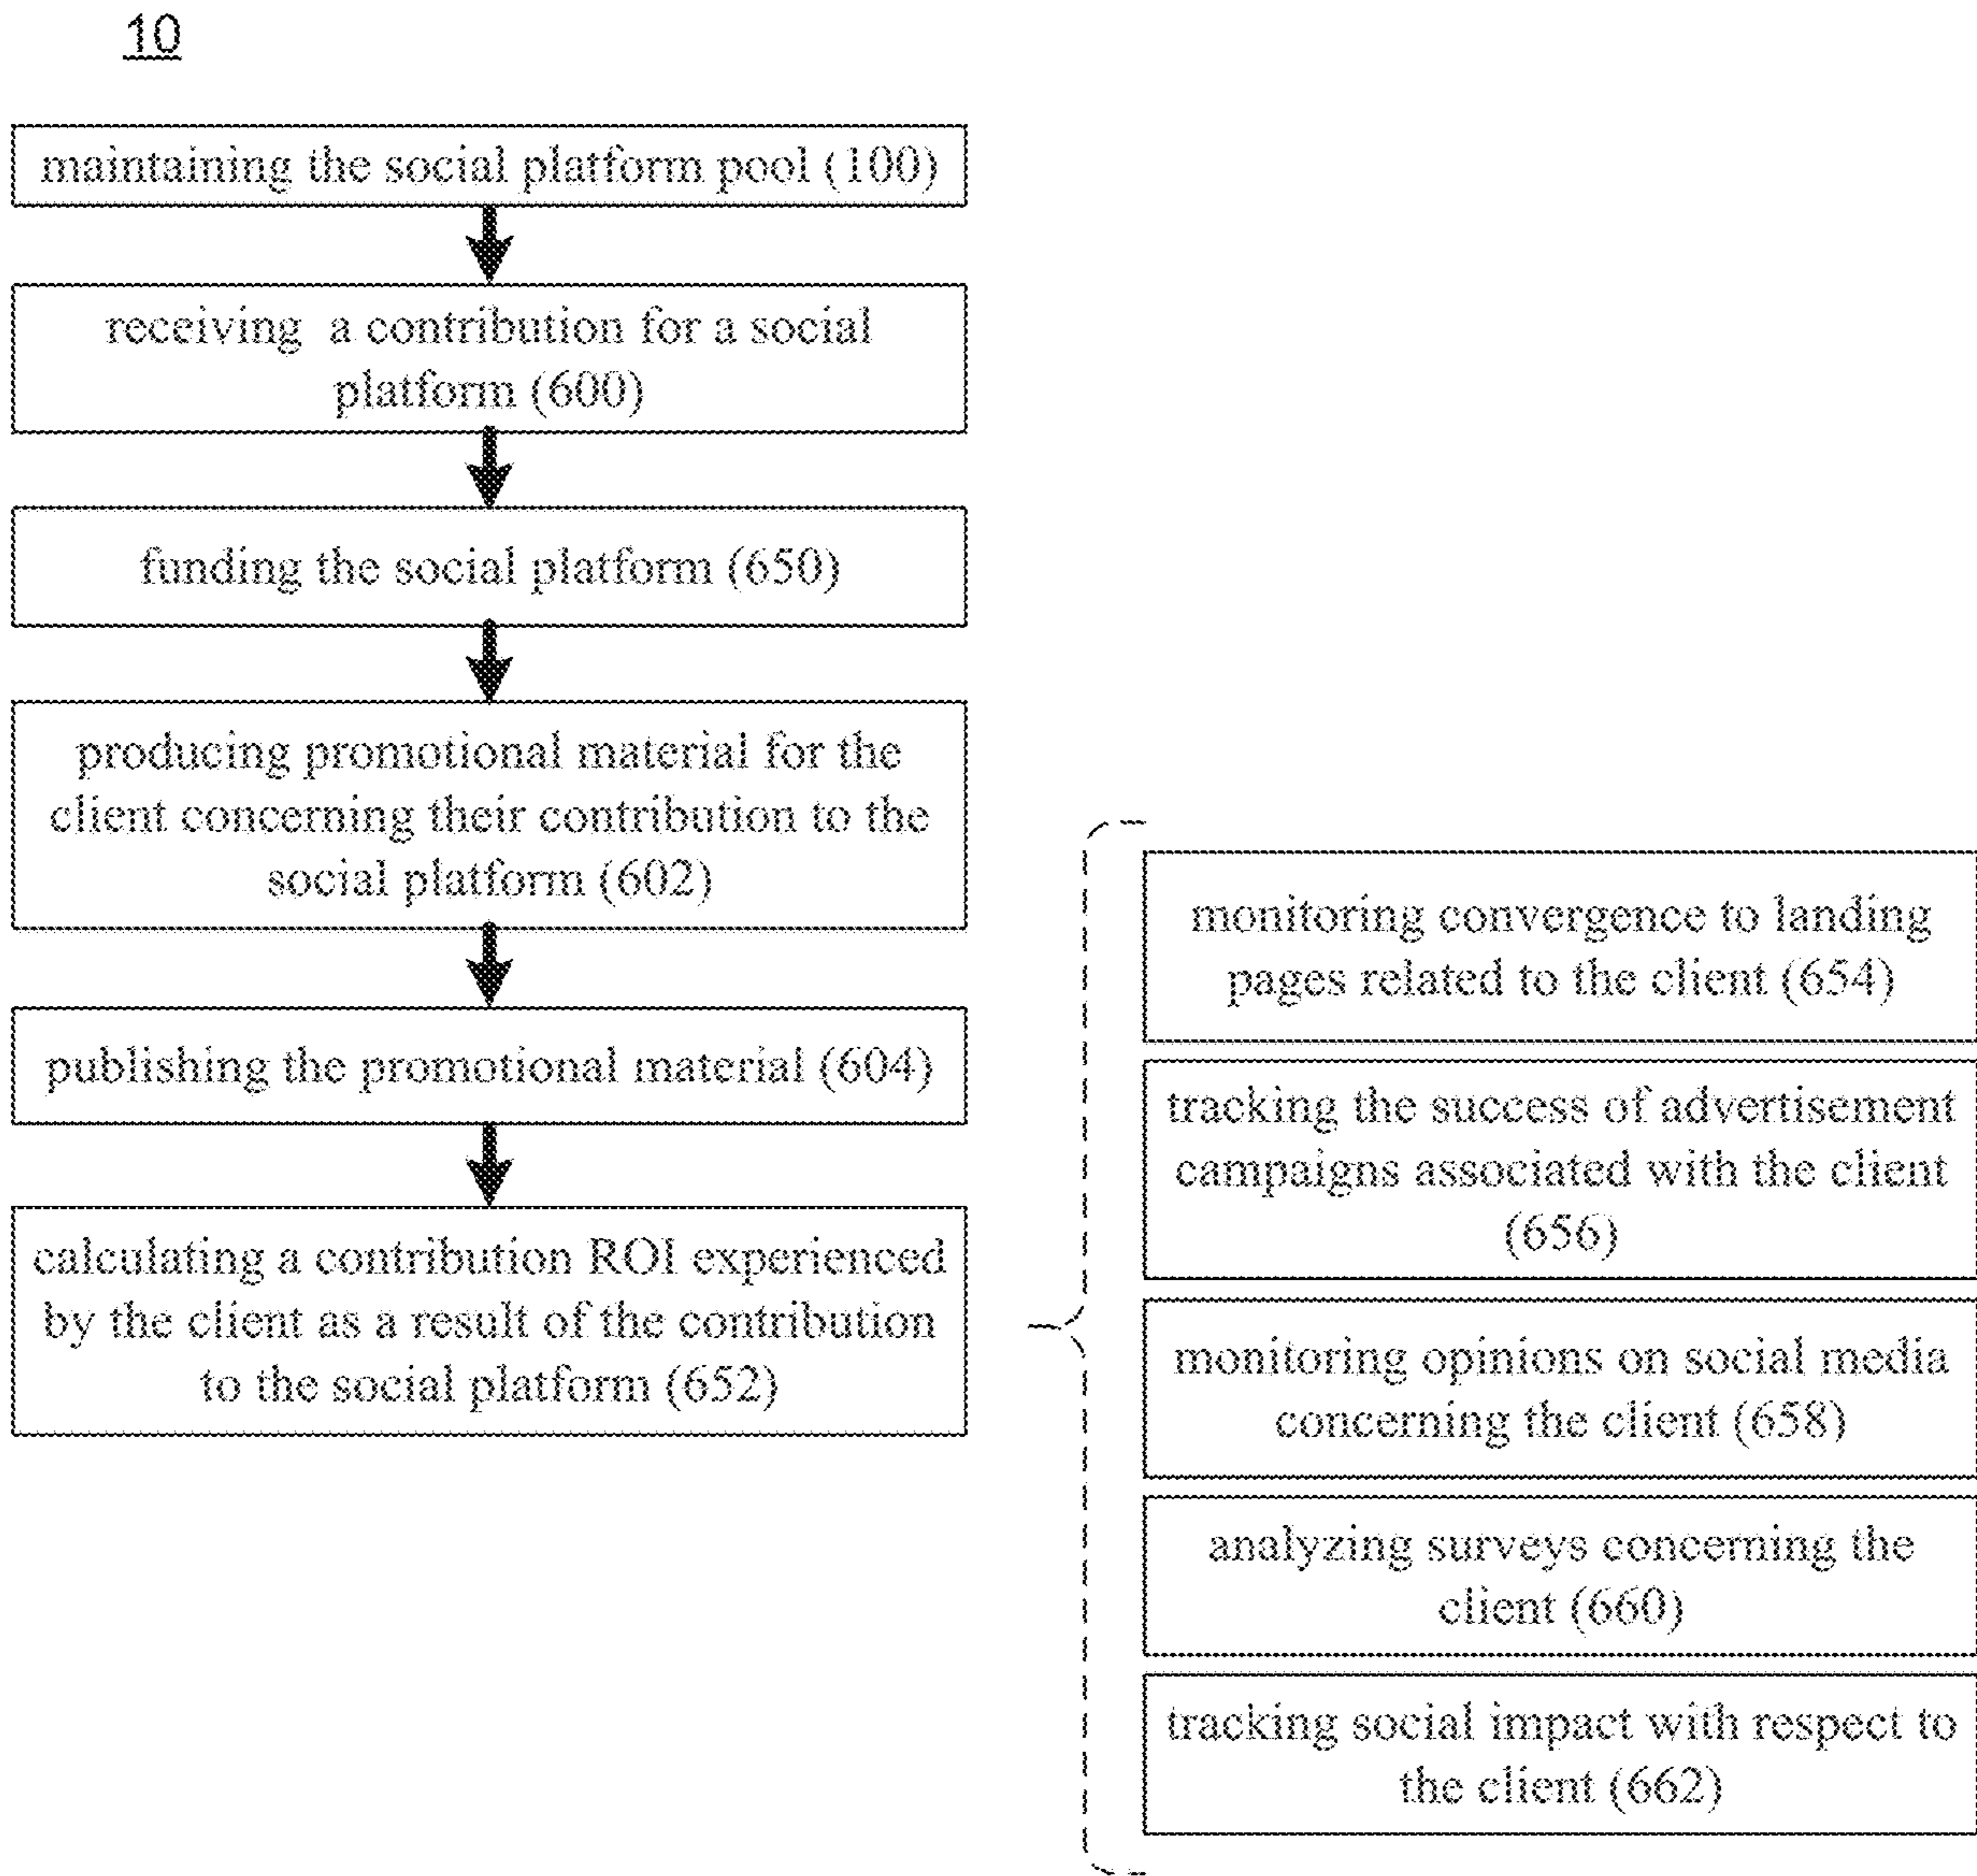 10
maintaining the social platform pool (100)
receiving a contribution for a social
platform (600)
funding the social platform (650)
producing promotional material for the
client concerning their contribution to the
social platform (602)
publishing the promotional material (604)
calculating a contribution ROI experienced
by the client as a result of the contribution
to the social platform (652)
monitoring convergence to landing
pages related to the client (654)
tracking the success of advertisement
campaigns associated with the client
(656)
monitoring opinions on social media
concerning the client (658)
analyzing surveys concerning the
client (660)
tracking social impact with respect to
the client (662)